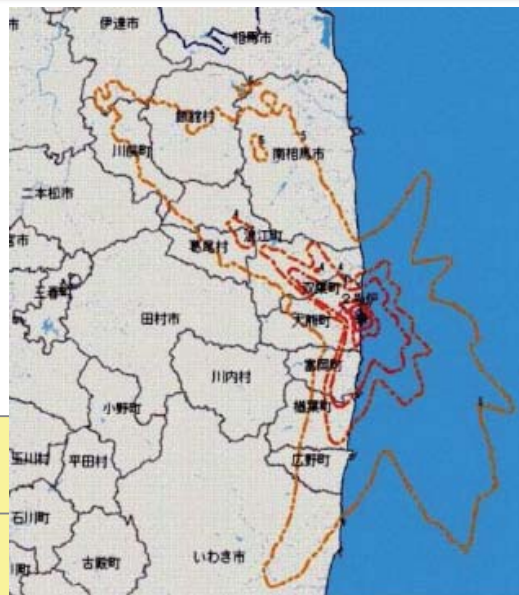 伊達市
相馬市
飯舘村
川俣町
南相馬市
二本松市
浪江町
葛尾村
双葉町
2号炉
大熊町
田村市
富岡町
川内村
楢葉町
小野町
広野町
玉川村
平田村
石川町
古殿町
いわき市